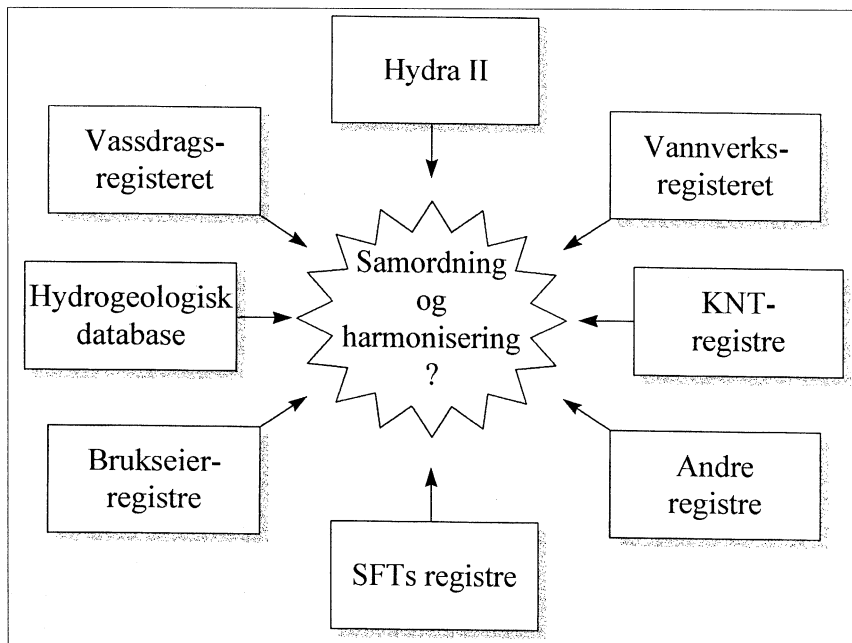 Hydra II
Vassdrags-
registeret
Vannverks-
registeret
Samordning
og
harmonisering
?
Hydrogeologisk
database
KNT-
registre
Brukseier-
registre
Andre
registre
SFTs registre